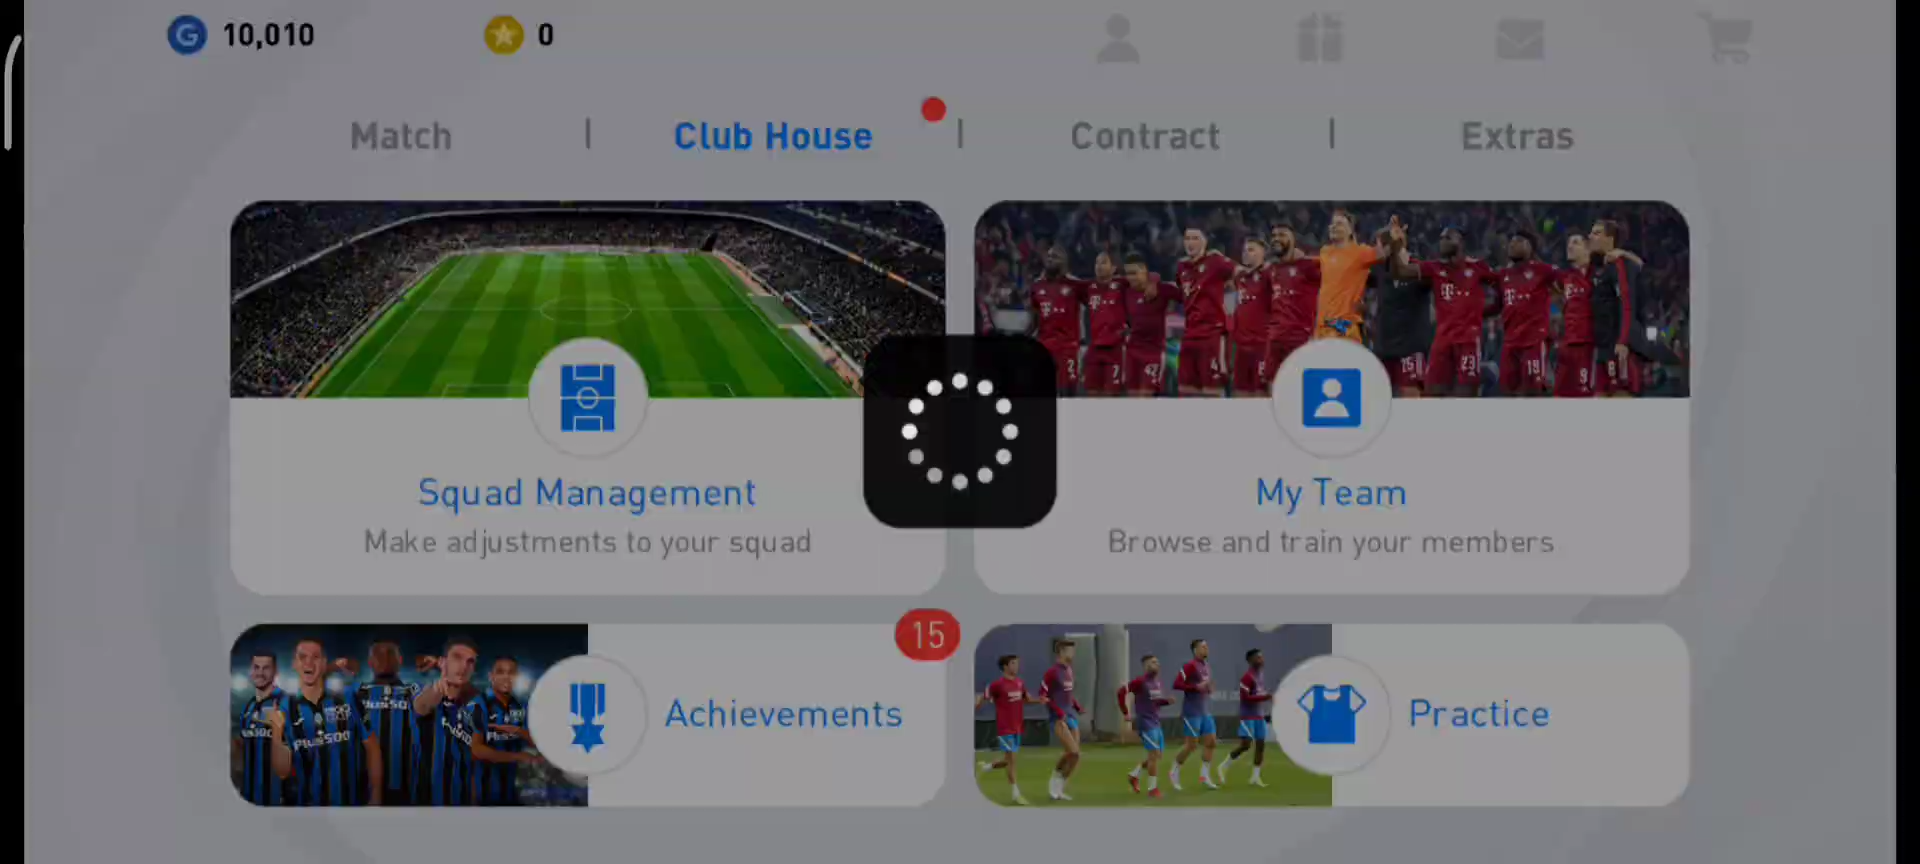 G 10,010
0
Match | Club House | Contract | Extras
Squad Management
Make adjustments to your squad
My Team
Browse and train your members
15
Achievements
Practice
Plus500